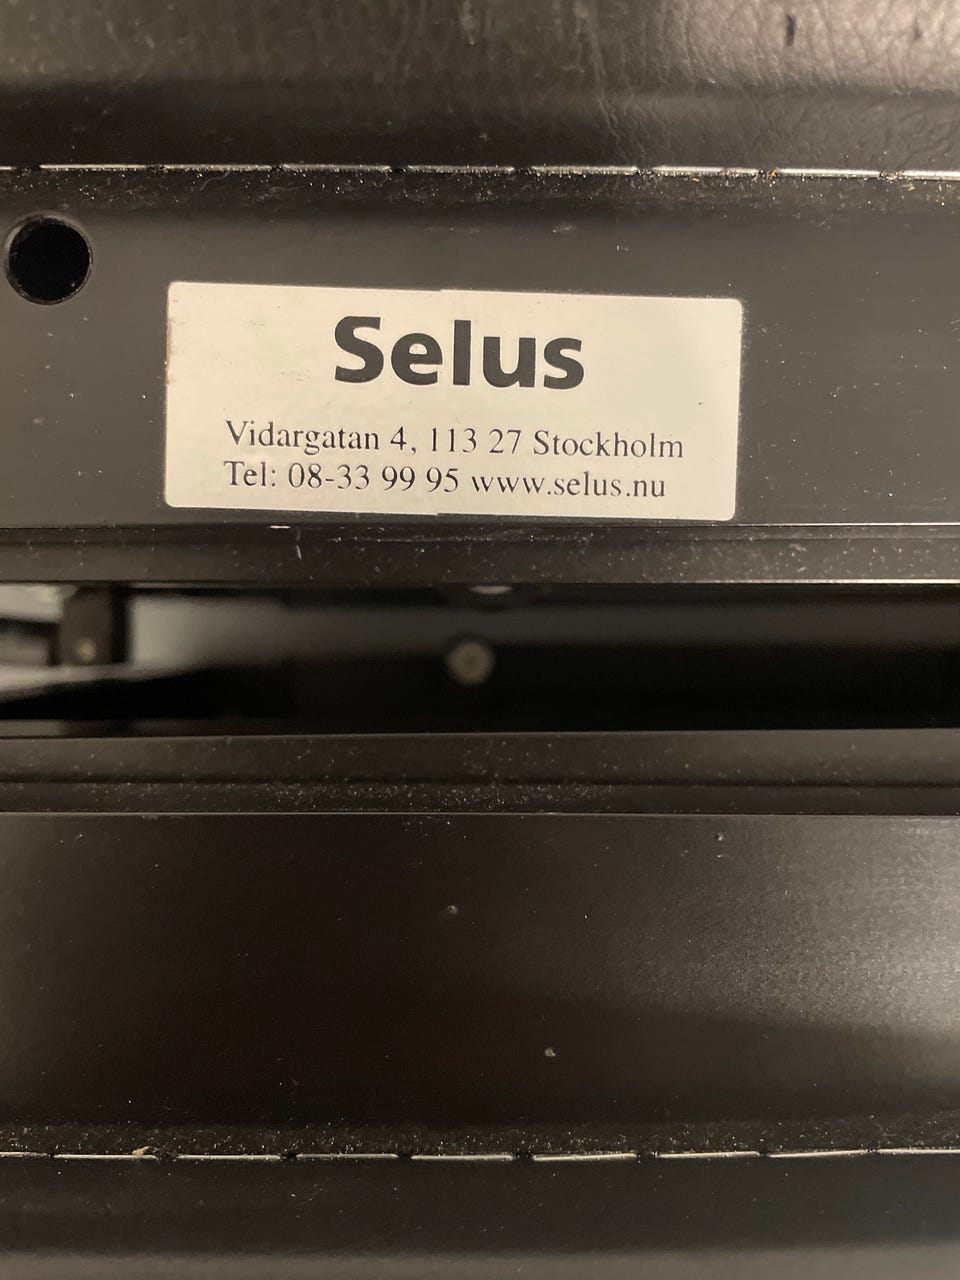 Selus
Vidargatan 4, 113 27 Stockholm
Tel: 08-33 99 95 www.selus.nu